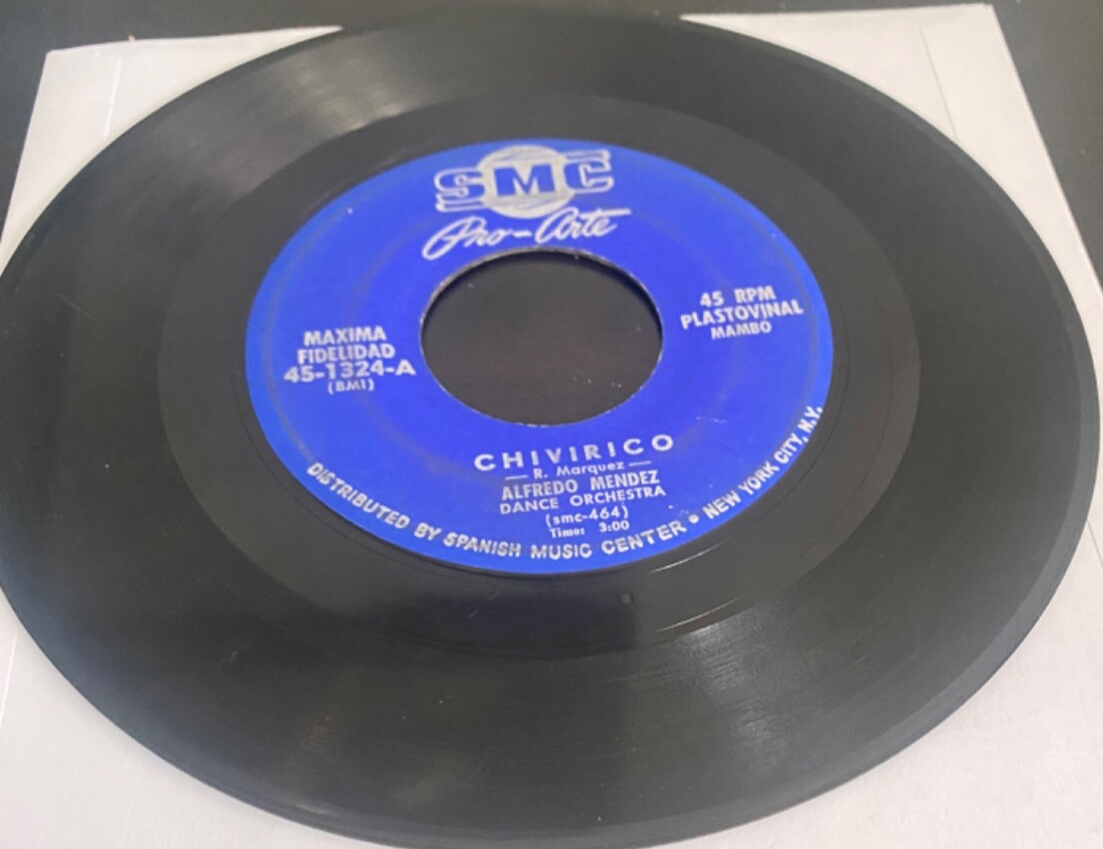 SMC
Pro-Arte
MAXIMA
FIDELIDAD
45-1324-A
(BMI)
45 RPM
PLASTOVINAL
MAMBO
CHIVIRICO
— R. Marquez —
ALFREDO MENDEZ
DANCE ORCHESTRA
(smc-464)
Time: 3:00
DISTRIBUTED BY SPANISH MUSIC CENTER • NEW YORK CITY, N.Y.